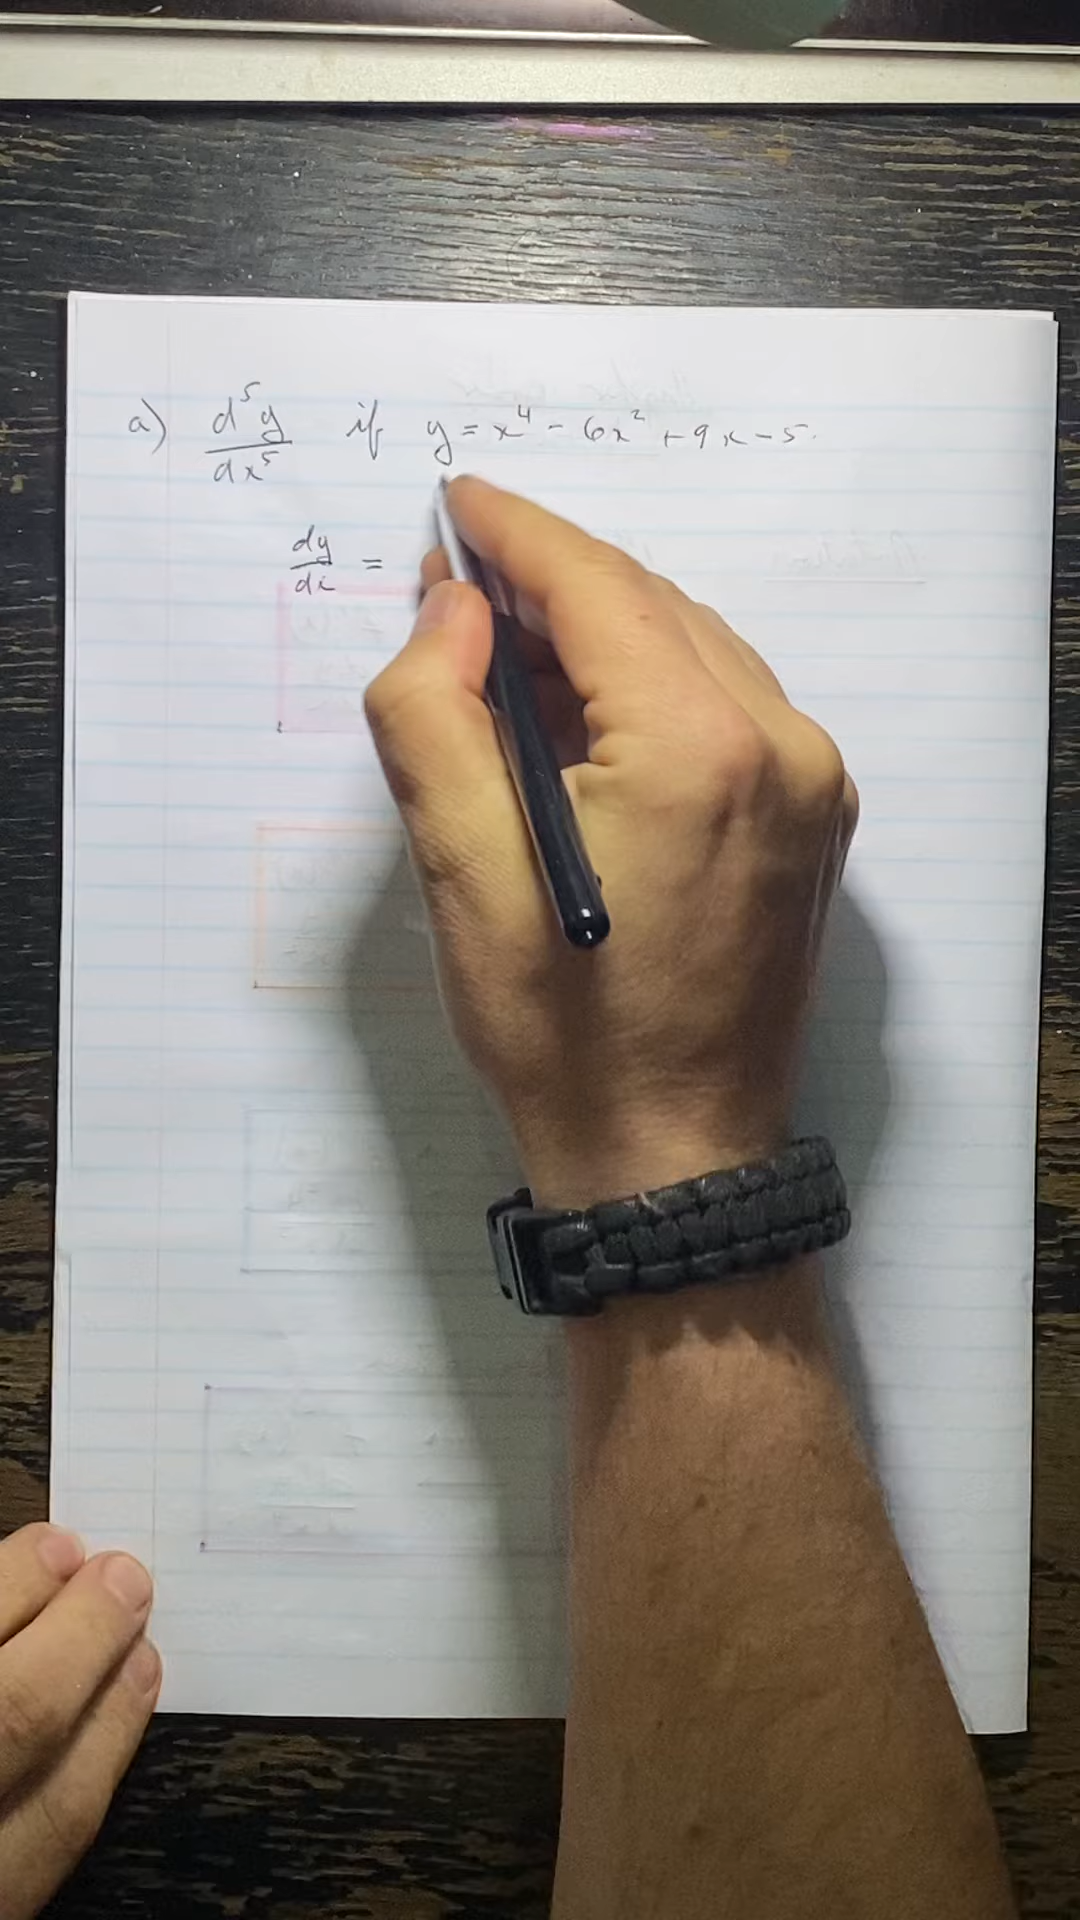 a) d⁵y/dx⁵ if y = x⁴ - 6x² + 9x - 5.
dy/dx =